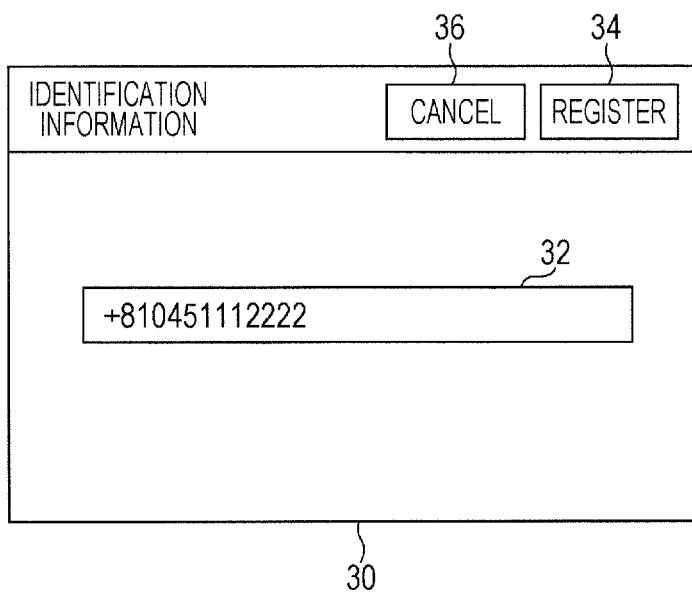 36
34
IDENTIFICATION
INFORMATION
CANCEL
REGISTER
32
+810451112222
30